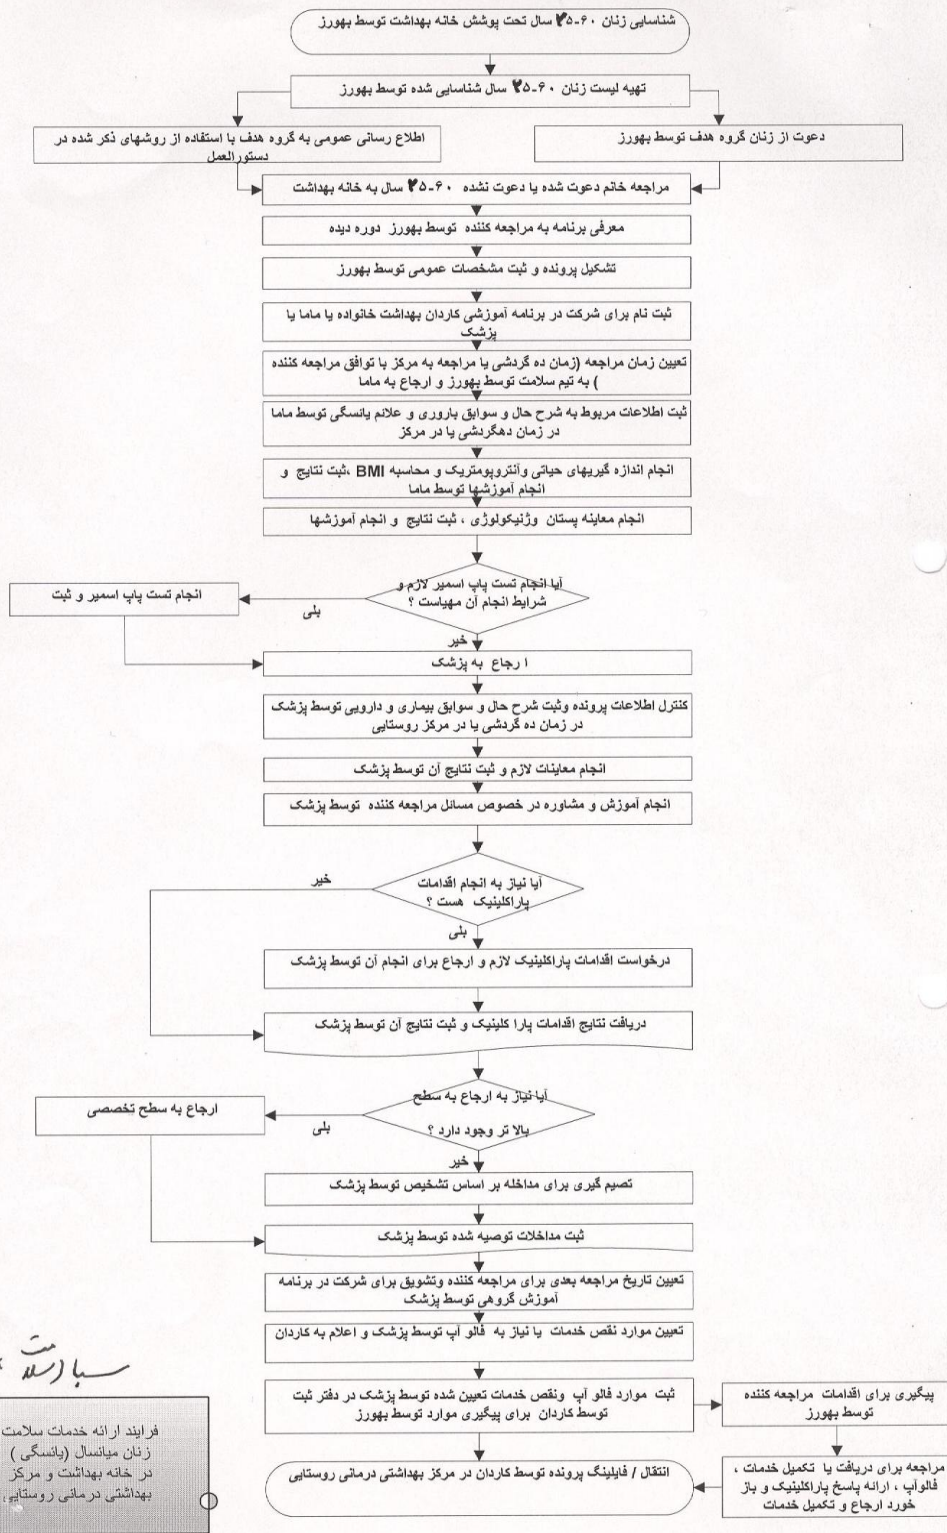 شناسایی زنان ۶۰-۲۵ سال تحت پوشش خانه بهداشت توسط بهورز
تهیه لیست زنان ۶۰-۲۵ سال شناسایی شده توسط بهورز
دعوت از زنان گروه هدف توسط بهورز
اطلاع رسانی عمومی به گروه هدف با استفاده از روشهای ذکر شده در
دستورالعمل
مراجعه خانم دعوت شده یا دعوت نشده ۶۰-۲۵ سال به خانه بهداشت
معرفی برنامه به مراجعه کننده توسط بهورز دوره دیده
تشکیل پرونده و ثبت مشخصات عمومی توسط بهورز
ثبت نام برای شرکت در برنامه آموزشی کاردان بهداشت خانواده یا ماما یا
پزشک
تعیین زمان مراجعه (زمان ده گردشی یا مراجعه به مرکز با توافق مراجعه کننده
) به تیم سلامت توسط بهورز و ارجاع به ماما
ثبت اطلاعات مربوط به شرح حال و سوابق باروری و علائم یائسگی توسط ماما
در زمان دهگردشی یا در مرکز
انجام اندازه گیریهای حیاتی وآنتروپومتریک و محاسبه BMI ،ثبت نتایج و
انجام آموزشها توسط ماما
انجام معاینه پستان وژنیکولوژی ، ثبت نتایج و انجام آموزشها
آیا انجام تست پاپ اسمیر لازم و
شرایط انجام آن مهیاست ؟
بلی
انجام تست پاپ اسمیر و ثبت
خیر
ا رجاع به پزشک
کنترل اطلاعات پرونده وثبت شرح حال و سوابق بیماری و دارویی توسط پزشک
در زمان ده گردشی یا در مرکز روستایی
انجام معاینات لازم و ثبت نتایج آن توسط پزشک
انجام آموزش و مشاوره در خصوص مسائل مراجعه کننده توسط پزشک
آیا نیاز به انجام اقدامات
پاراکلینیک هست ؟
خیر
بلی
درخواست اقدامات پاراکلینیک لازم و ارجاع برای انجام آن توسط پزشک
دریافت نتایج اقدامات پارا کلینیک و ثبت نتایج آن توسط پزشک
آیا نیاز به ارجاع به سطح
بالا تر وجود دارد ؟
بلی
ارجاع به سطح تخصصی
خیر
تصیم گیری برای مداخله بر اساس تشخیص توسط پزشک
ثبت مداخلات توصیه شده توسط پزشک
تعیین تاریخ مراجعه بعدی برای مراجعه کننده وتشویق برای شرکت در برنامه
آموزش گروهی توسط پزشک
تعیین موارد نقص خدمات یا نیاز به فالو آپ توسط پزشک و اعلام به کاردان
ثبت موارد فالو آپ ونقص خدمات تعیین شده توسط پزشک در دفتر ثبت
توسط کاردان برای پیگیری موارد توسط بهورز
پیگیری برای اقدامات مراجعه کننده
توسط بهورز
مراجعه برای دریافت یا تکمیل خدمات ،
فالوآپ ، ارائه پاسخ پاراکلینیک و باز
خورد ارجاع و تکمیل خدمات
انتقال / فایلینگ پرونده توسط کاردان در مرکز بهداشتی درمانی روستایی
فرایند ارائه خدمات سلامت
زنان میانسال (یائسگی )
در خانه بهداشت و مرکز
بهداشتی درمانی روستایی